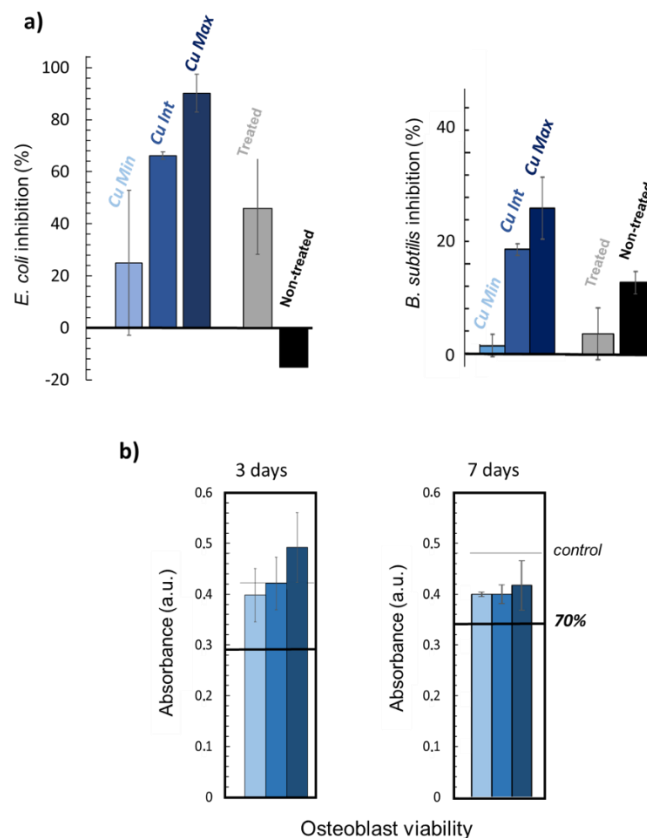 a)
E. coli inhibition (%)
100
80
60
40
20
0
-20
Cu Min
Cu Int
Cu Max
Treated
Non-treated
B. subtilis inhibition (%)
40
20
0
Cu Min
Cu Int
Cu Max
Treated
Non-treated
b)
3 days
Absorbance (a.u.)
0.6
0.5
0.4
0.3
0.2
0.1
0
7 days
Absorbance (a.u.)
0.6
0.5
0.4
0.3
0.2
0.1
0
control
70%
Osteoblast viability